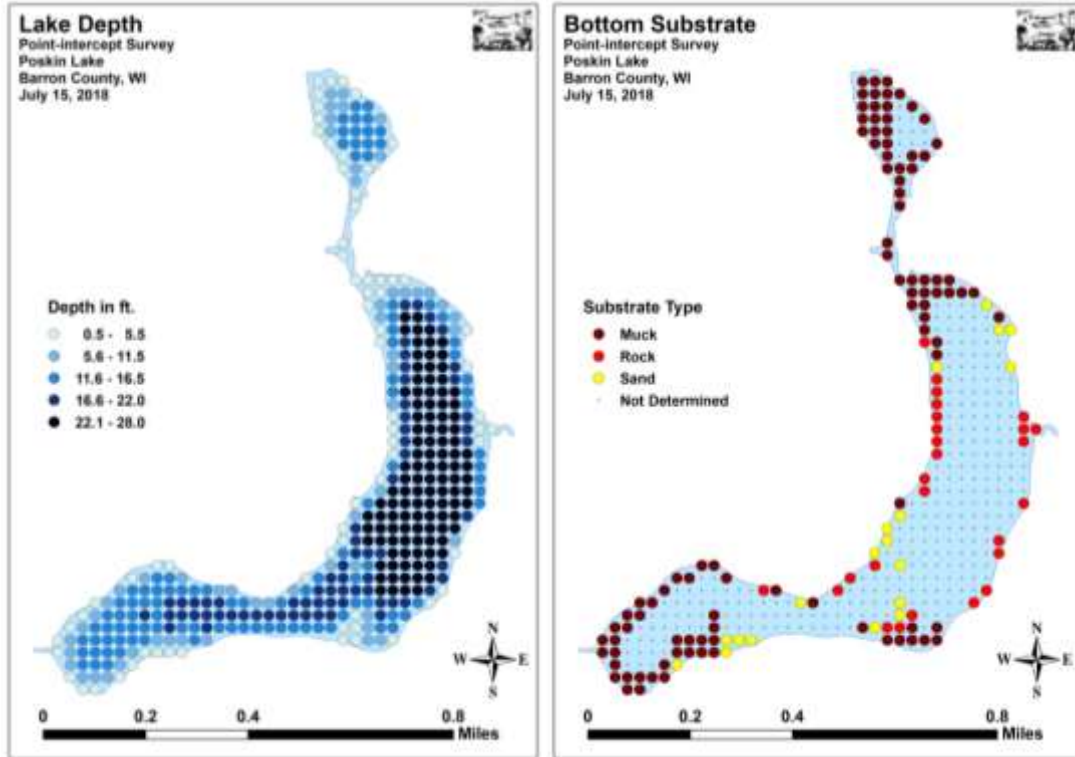 Lake Depth
Point-intercept Survey
Poskin Lake
Barron County, WI
July 15, 2018
Depth in ft.
0.5 - 5.5
5.6 - 11.5
11.6 - 16.5
16.6 - 22.0
22.1 - 28.0
N
W E
S
0 0.2 0.4 0.8
Miles
Bottom Substrate
Point-intercept Survey
Poskin Lake
Barron County, WI
July 15, 2018
Substrate Type
Muck
Rock
Sand
Not Determined
N
W E
S
0 0.2 0.4 0.8
Miles